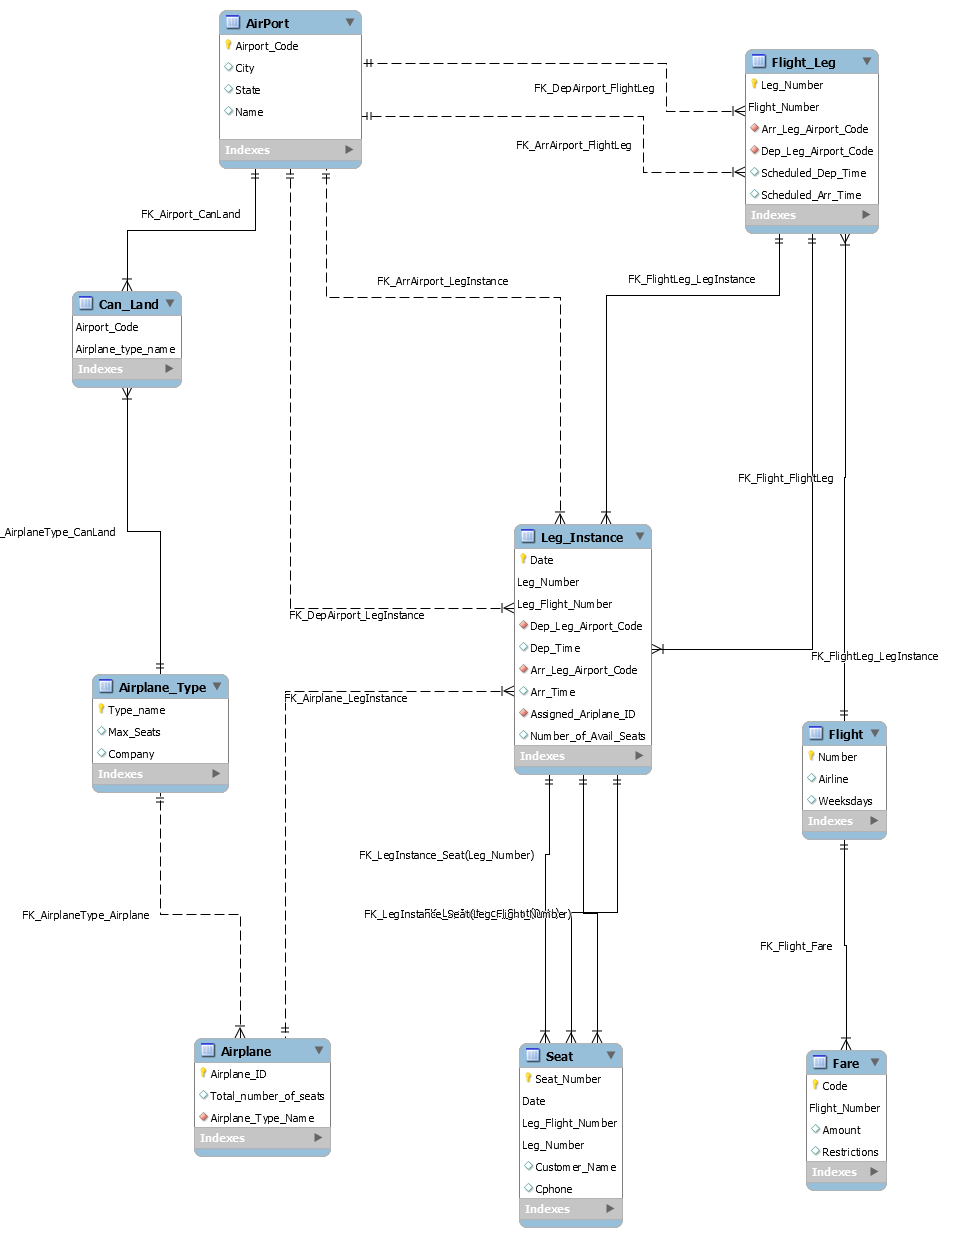 AirPort
Airport_Code
City
State
Name
Indexes
Flight_Leg
Leg_Number
Flight_Number
Arr_Leg_Airport_Code
Dep_Leg_Airport_Code
Scheduled_Dep_Time
Scheduled_Arr_Time
Indexes
FK_DepAirport_FlightLeg
FK_ArrAirport_FlightLeg
FK_Airport_CanLand
FK_ArrAirport_LegInstance
FK_FlightLeg_LegInstance
Can_Land
Airport_Code
Airplane_type_name
Indexes
FK_Flight_FlightLeg
_AirplaneType_CanLand
Leg_Instance
Date
Leg_Number
Leg_Flight_Number
Dep_Leg_Airport_Code
Dep_Time
Arr_Leg_Airport_Code
Arr_Time
Assigned_Ariplane_ID
Number_of_Avail_Seats
Indexes
FK_DepAirport_LegInstance
FK_FlightLeg_LegInstance
FK_Airplane_LegInstance
Airplane_Type
Type_name
Max_Seats
Company
Indexes
Flight
Number
Airline
Weeksdays
Indexes
FK_LegInstance_Seat(Leg_Number)
FK_LegInstance_Seat(Leg_Flight_Number)
FK_AirplaneType_Airplane
FK_Flight_Fare
Airplane
Airplane_ID
Total_number_of_seats
Airplane_Type_Name
Indexes
Seat
Seat_Number
Date
Leg_Flight_Number
Leg_Number
Customer_Name
Cphone
Indexes
Fare
Code
Flight_Number
Amount
Restrictions
Indexes